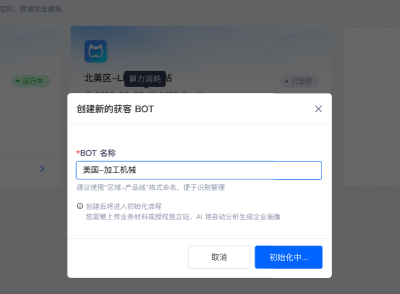 运行中
北美区-L
算力消耗
站
已暂停
创建新的获客 BOT
*BOT 名称
美国-加工机械
建议使用"区域-产品线"格式命名，便于识别管理
创建后将进入初始化流程
您需要上传业务材料或授权独立站，AI 将自动分析生成企业画像
取消
初始化中...